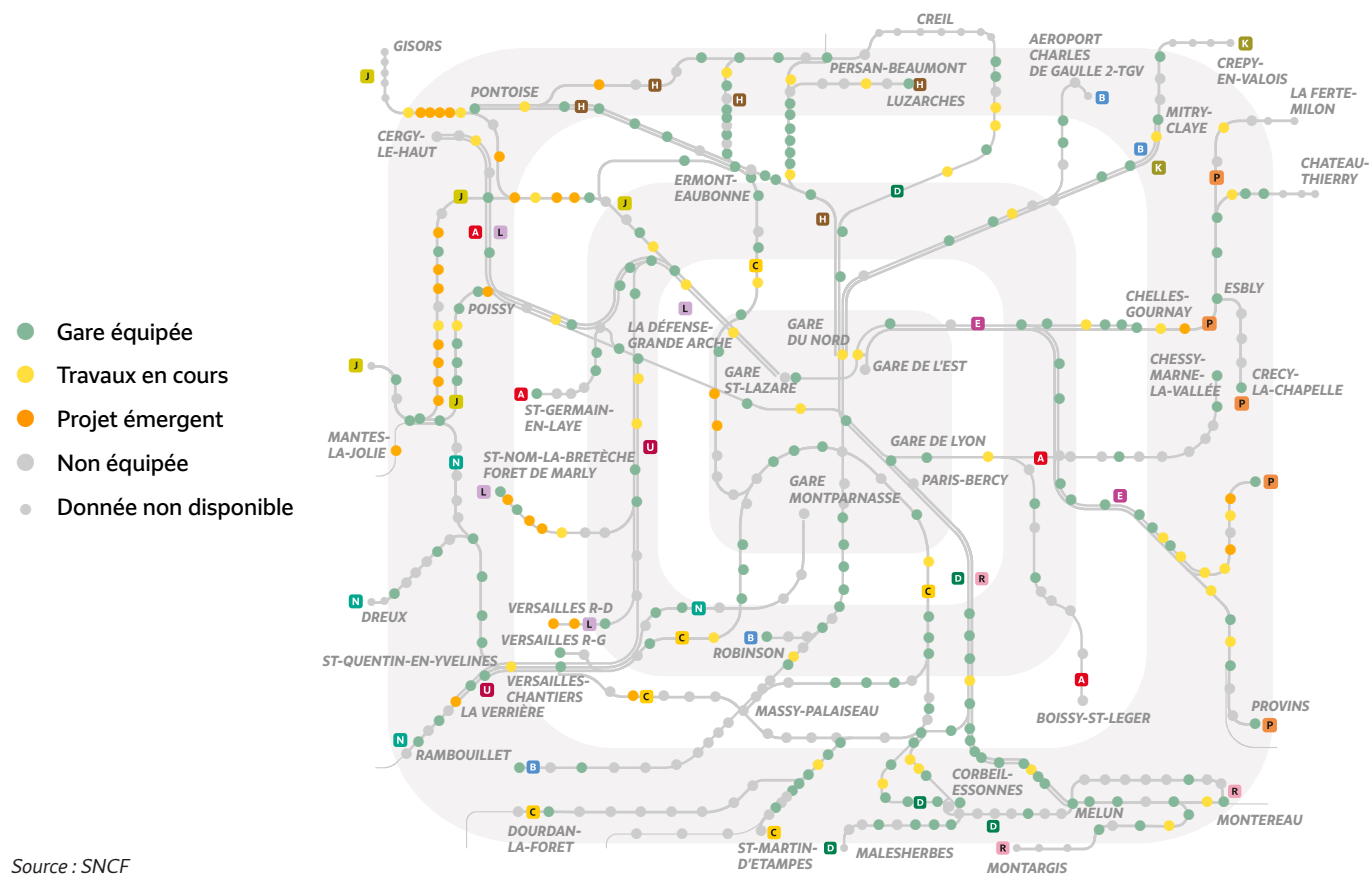 GISORS
J
PONTOISE
H
H
H
CREIL
PERSAN-BEAUMONT
H
LUZARCHES
AEROPORT
CHARLES
DE GAULLE 2-TGV
B
K
CREPY-
EN-VALOIS
LA FERTE-
MILON
MITRY-
CLAYE
B
K
P
CHATEAU-
THIERRY
CERGY-
LE-HAUT
ERMONT-
EAUBONNE
J
J
D
H
A
L
C
POISSY
L
LA DÉFENSE-
GRANDE ARCHE
GARE
DU NORD
E
CHELLES-
GOURNAY
ESBLY
P
Gare équipée
Travaux en cours
Projet émergent
Non équipée
Donnée non disponible
J
J
MANTES-
LA-JOLIE
A
ST-GERMAIN-
EN-LAYE
GARE
ST-LAZARE
GARE DE L'EST
CHESSY-
MARNE-
LA-VALLÉE
CRECY-
LA-CHAPELLE
P
N
ST-NOM-LA-BRETÈCHE
FORET DE MARLY
L
U
GARE DE LYON
A
GARE
MONTPARNASSE
PARIS-BERCY
E
P
N
DREUX
VERSAILLES R-D
L
VERSAILLES R-G
N
C
D
R
C
B
ROBINSON
ST-QUENTIN-EN-YVELINES
U
VERSAILLES-
CHANTIERS
C
LA VERRIÈRE
MASSY-PALAISEAU
A
BOISSY-ST-LEGER
PROVINS
P
N
RAMBOUILLET
B
CORBEIL-
ESSONNES
D
D
MELUN
R
MONTEREAU
C
DOURDAN-
LA-FORET
C
ST-MARTIN-
D'ETAMPES
D
MALESHERBES
R
MONTARGIS
Source : SNCF